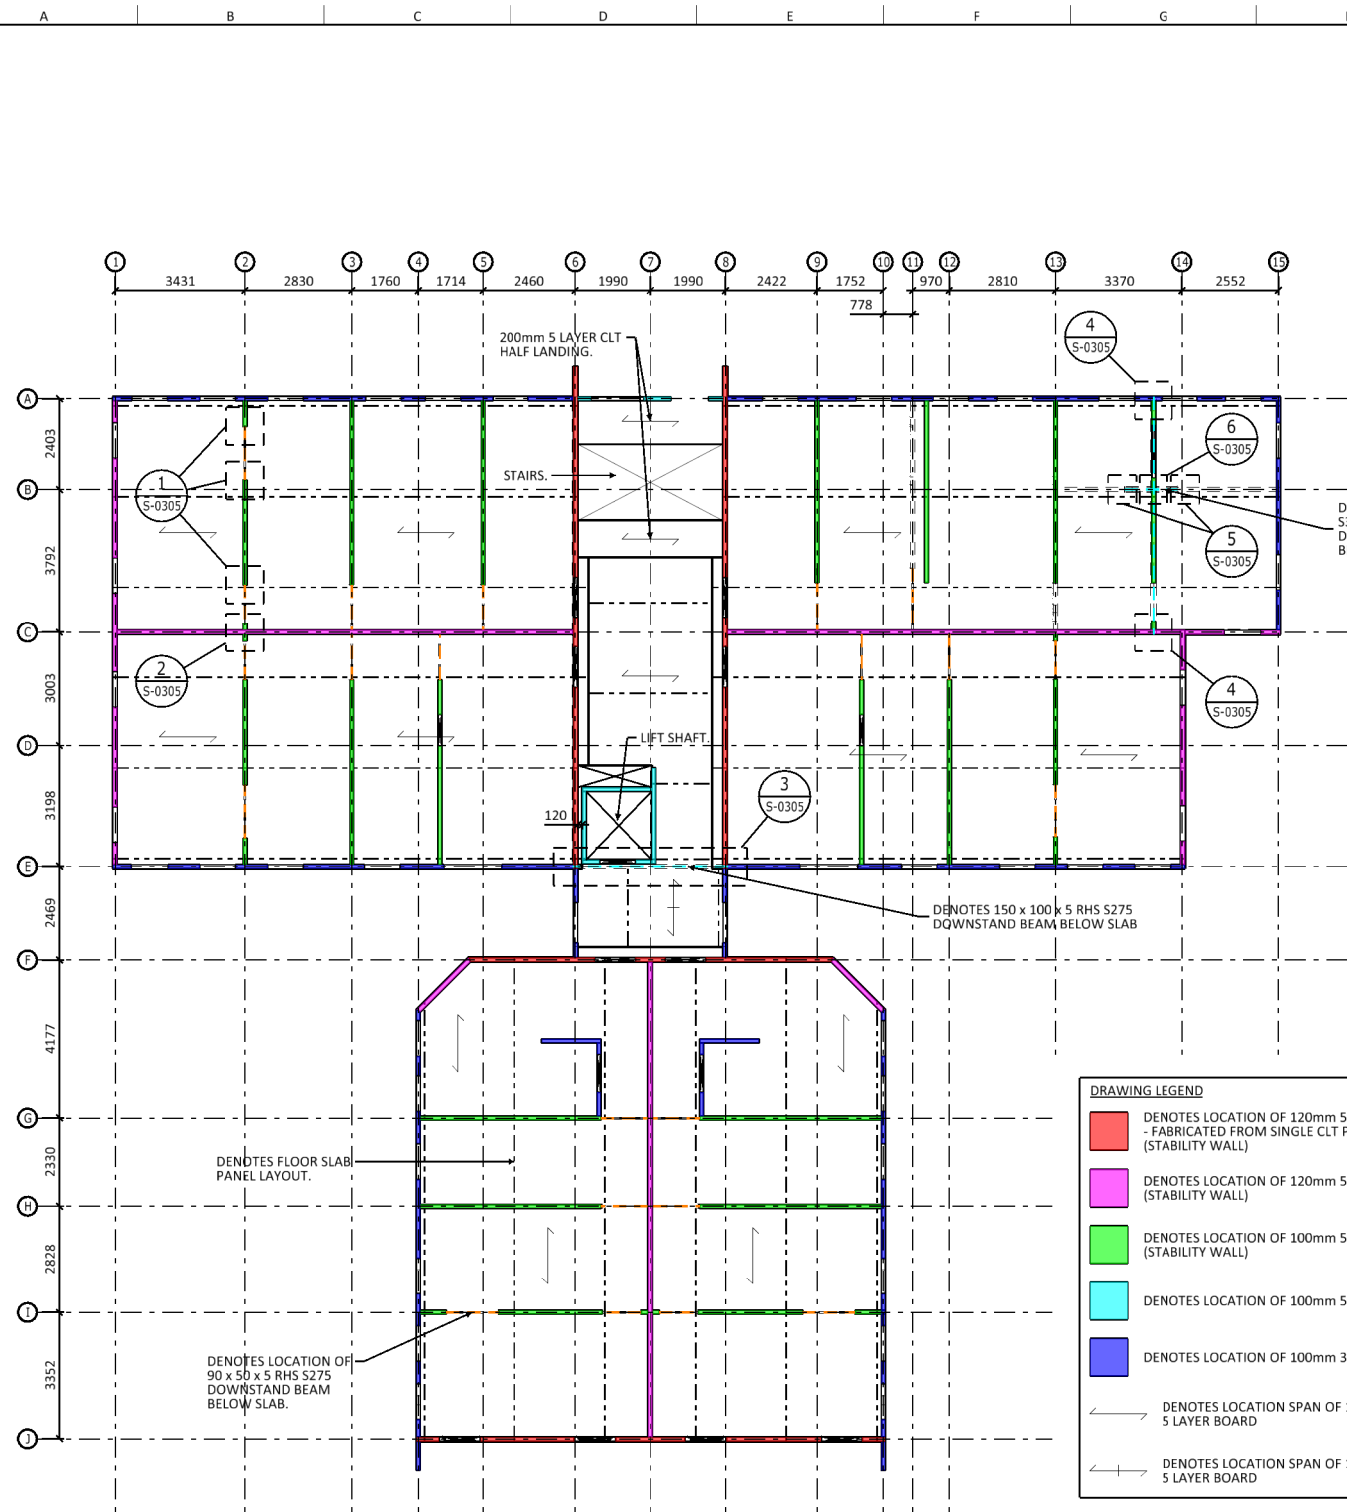 A B C D E F G
1 2 3 4 5 6 7 8 9 10 11 12 13 14 15
3431 2830 1760 1714 2460 1990 1990 2422 1752 970 2810 3370 2552
778
4
S-0305
200mm 5 LAYER CLT
HALF LANDING.
A
2403
6
S-0305
STAIRS.
1
S-0305
B
D
S3
D
B
5
S-0305
3792
C
2
S-0305
3003
4
S-0305
D
LIFT SHAFT.
3
S-0305
3198
120
E
2469
DENOTES 150 x 100 x 5 RHS S275
DOWNSTAND BEAM BELOW SLAB
F
4177
DRAWING LEGEND
DENOTES LOCATION OF 120mm 5
- FABRICATED FROM SINGLE CLT P
(STABILITY WALL)
G
DENOTES FLOOR SLAB
PANEL LAYOUT.
2330
DENOTES LOCATION OF 120mm 5
(STABILITY WALL)
H
DENOTES LOCATION OF 100mm 5
(STABILITY WALL)
2828
DENOTES LOCATION OF 100mm 5
I
DENOTES LOCATION OF
90 x 50 x 5 RHS S275
DOWNSTAND BEAM
BELOW SLAB.
3352
DENOTES LOCATION OF 100mm 3
DENOTES LOCATION SPAN OF
5 LAYER BOARD
J
DENOTES LOCATION SPAN OF
5 LAYER BOARD